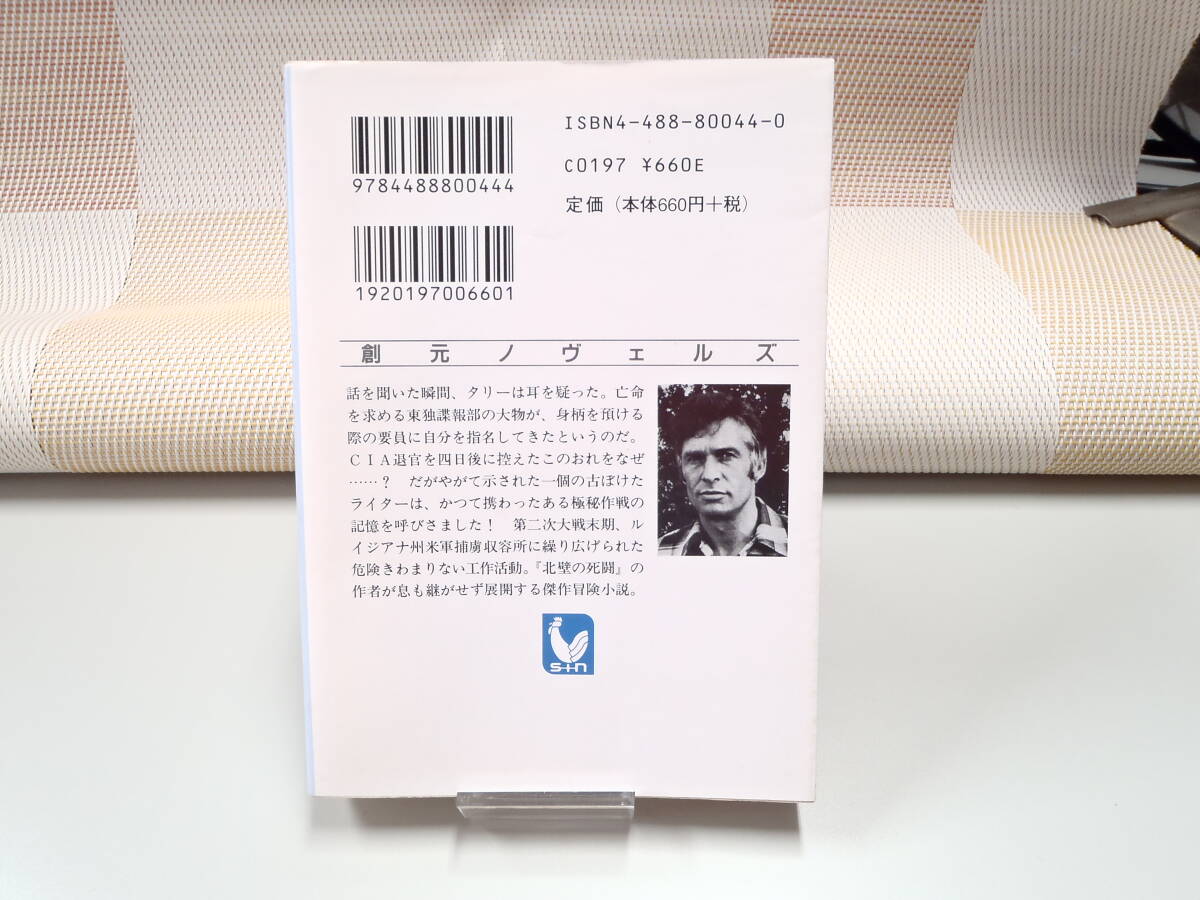 9784488800444
ISBN4-488-80044-0
C0197 ¥660E
定価(本体660円+税)
1920197006601
創元ノヴェルズ
話を聞いた瞬間、タリーは耳を疑った。亡命
を求める東独諜報部の大物が、身柄を預ける
際の要員に自分を指名してきたというのだ。
CIA退官を四日後に控えたこのおれをなぜ
……? だがやがて示された一個の古ぼけた
ライターは、かつて携わったある極秘作戦の
記憶を呼びさました! 第二次大戦末期、ル
イジアナ州米軍捕虜収容所に繰り広げられた
危険きわまりない工作活動。『北壁の死闘』の
作者が息も継がせず展開する傑作冒険小説。
s+n